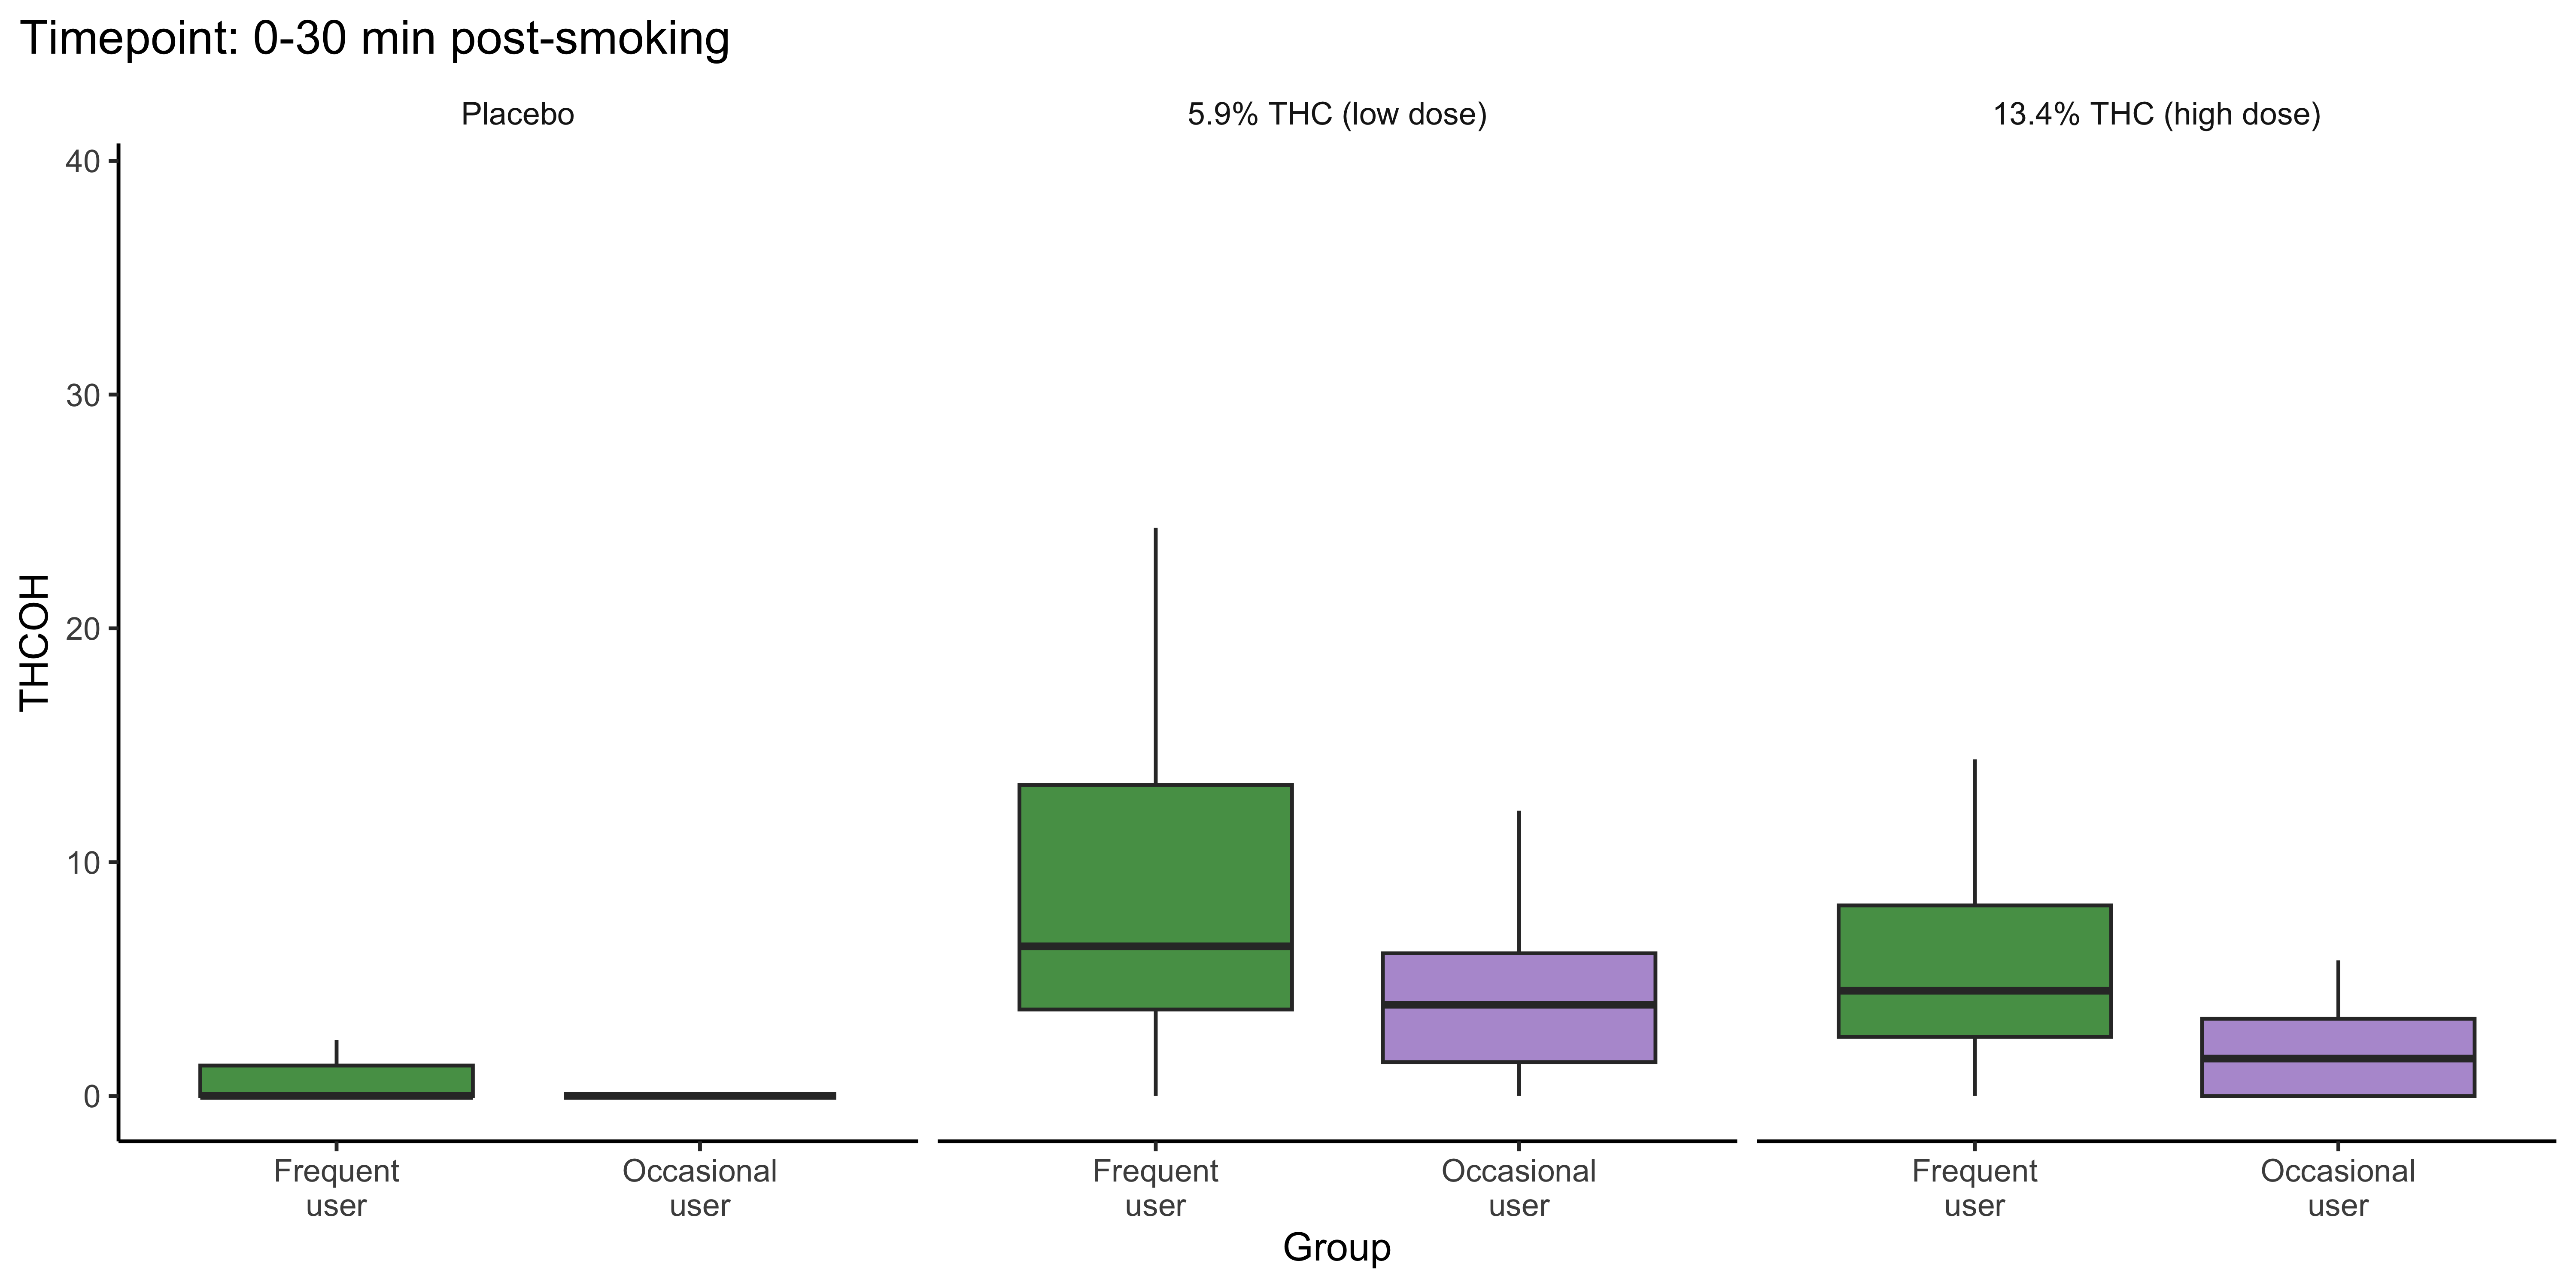 Timepoint: 0-30 min post-smoking
Placebo
5.9% THC (low dose)
13.4% THC (high dose)
40
30
20
10
0
THCOH
Frequent
user
Occasional
user
Frequent
user
Occasional
user
Frequent
user
Occasional
user
Group